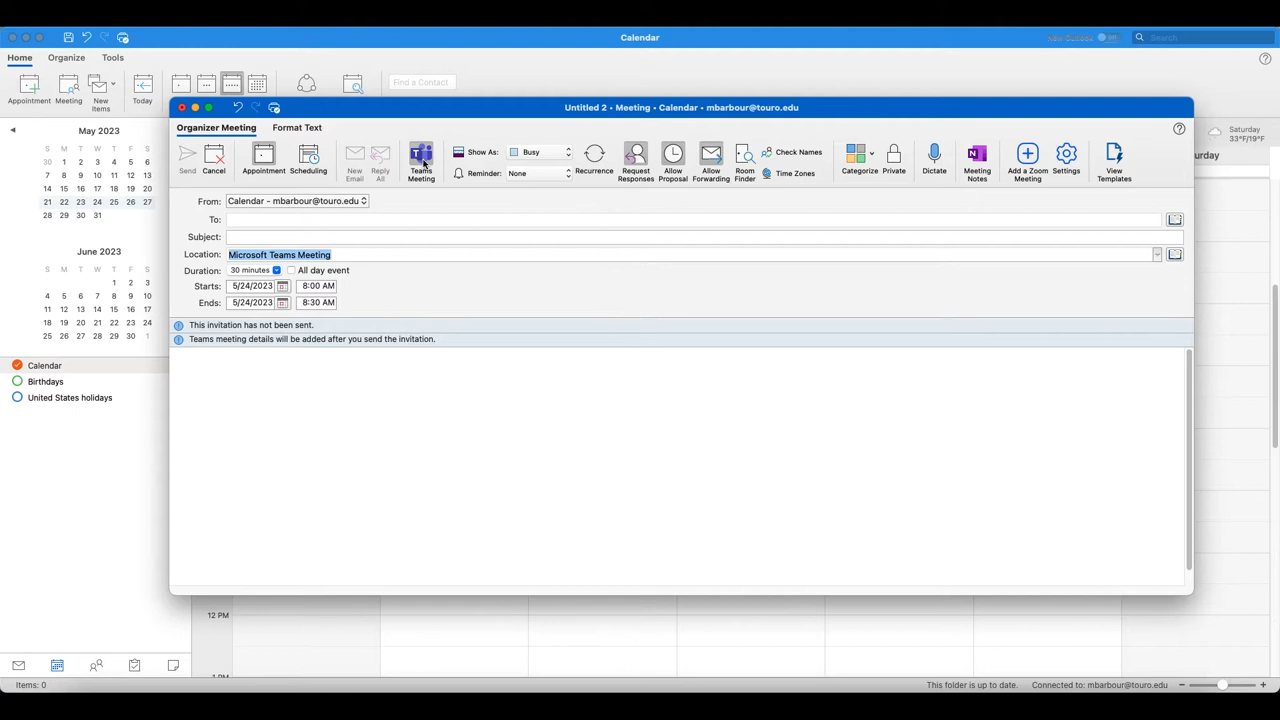 Calendar
New Outlook Off
Search
Home Organize Tools
Appointment Meeting New Items Today
Find a Contact
Untitled 2 • Meeting • Calendar • mbarbour@touro.edu
Organizer Meeting Format Text
Send Cancel Appointment Scheduling New Email Reply All Teams Meeting
Show As: Busy
Reminder: None
Recurrence Request Responses Allow Proposal Allow Forwarding Room Finder
Check Names
Time Zones
Categorize Private Dictate Meeting Notes Add a Zoom Meeting Settings View Templates
From: Calendar - mbarbour@touro.edu
To:
Subject:
Location: Microsoft Teams Meeting
Duration: 30 minutes All day event
Starts: 5/24/2023 8:00 AM
Ends: 5/24/2023 8:30 AM
This invitation has not been sent.
Teams meeting details will be added after you send the invitation.
May 2023
S M T W T F S
30 1 2 3 4 5 6
7 8 9 10 11 12 13
14 15 16 17 18 19 20
21 22 23 24 25 26 27
28 29 30 31
June 2023
S M T W T F S
1 2 3
4 5 6 7 8 9 10
11 12 13 14 15 16 17
18 19 20 21 22 23 24
25 26 27 28 29 30 1
Calendar
Birthdays
United States holidays
Saturday
33°F/19°F
urday
12 PM
1 PM
Items: 0
This folder is up to date. Connected to: mbarbour@touro.edu